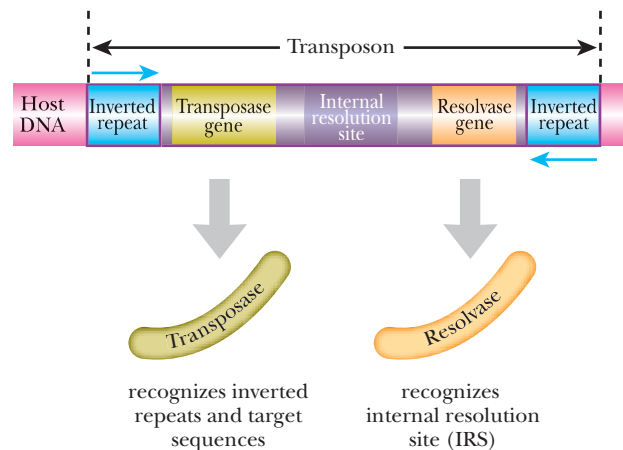 Transposon
Host
DNA
Inverted
repeat
Transposase
gene
Internal
resolution
site
Resolvase
gene
Inverted
repeat
Transposase
Resolvase
recognizes inverted
repeats and target
sequences
recognizes
internal resolution
site (IRS)